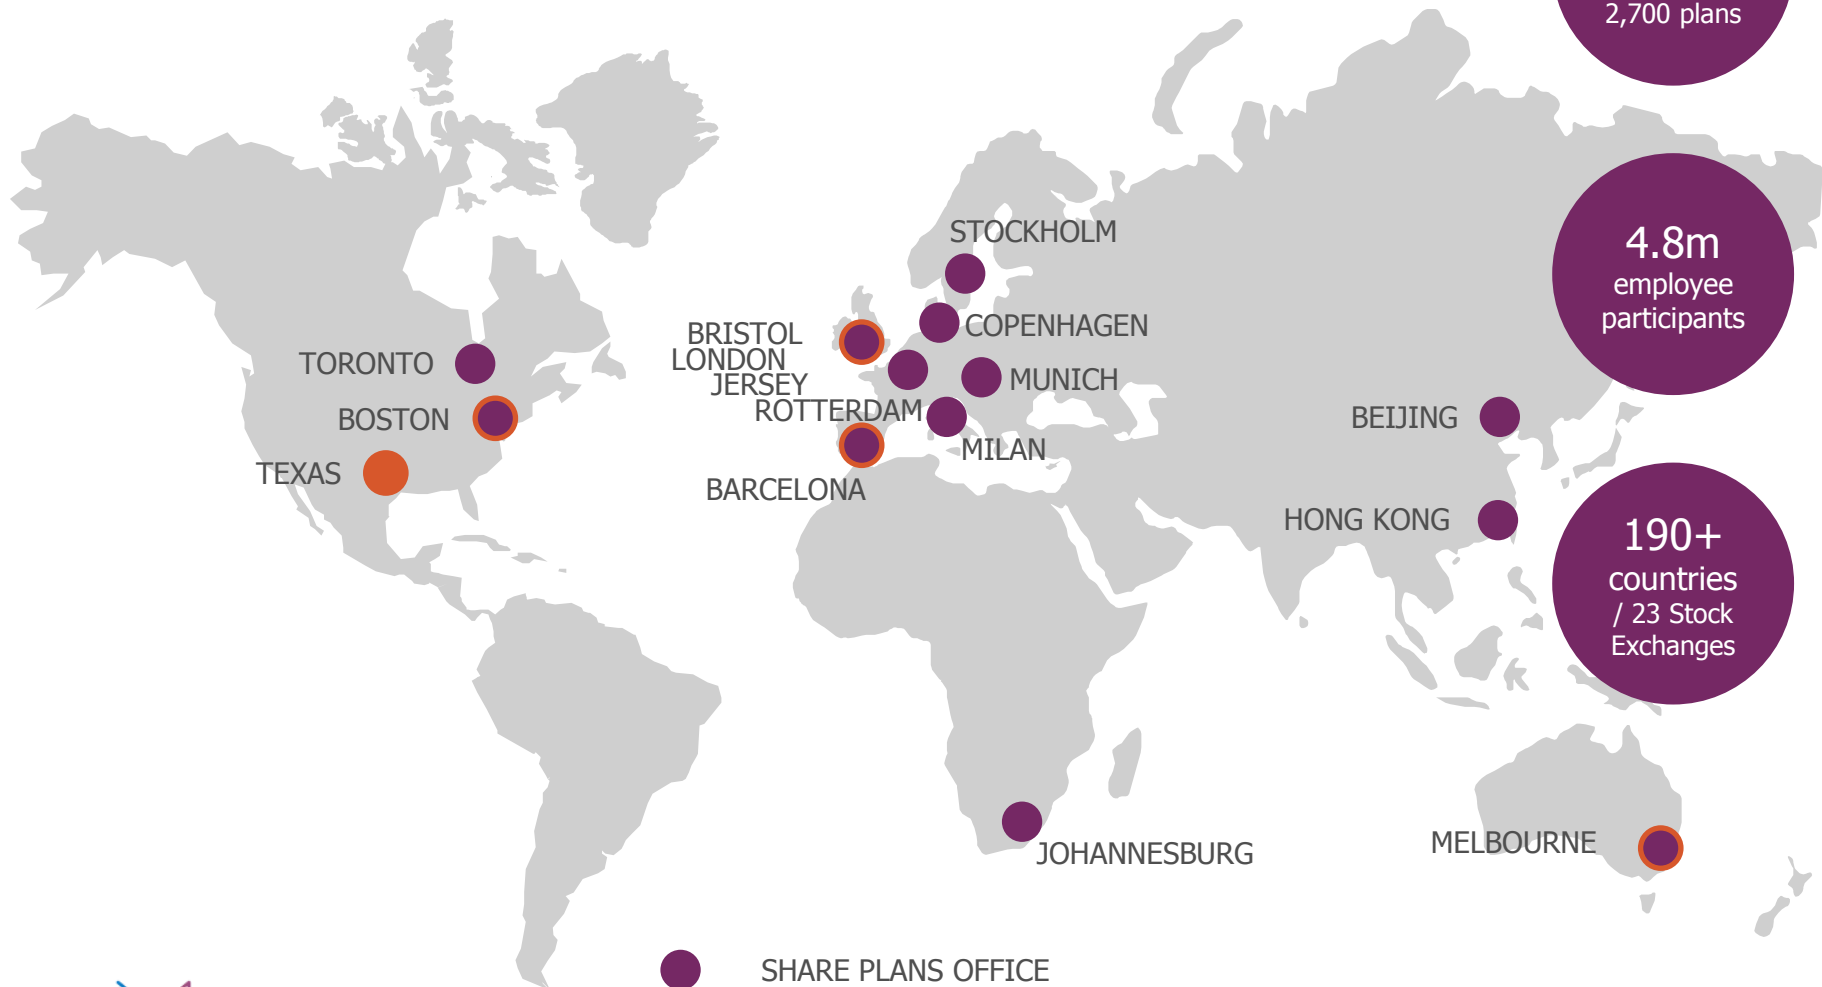 2,700 plans
STOCKHOLM
4.8m
employee
participants
COPENHAGEN
BRISTOL
LONDON
JERSEY
TORONTO
MUNICH
ROTTERDAM
BOSTON
BEIJING
MILAN
TEXAS
BARCELONA
HONG KONG
190+
countries
/ 23 Stock
Exchanges
MELBOURNE
JOHANNESBURG
SHARE PLANS OFFICE